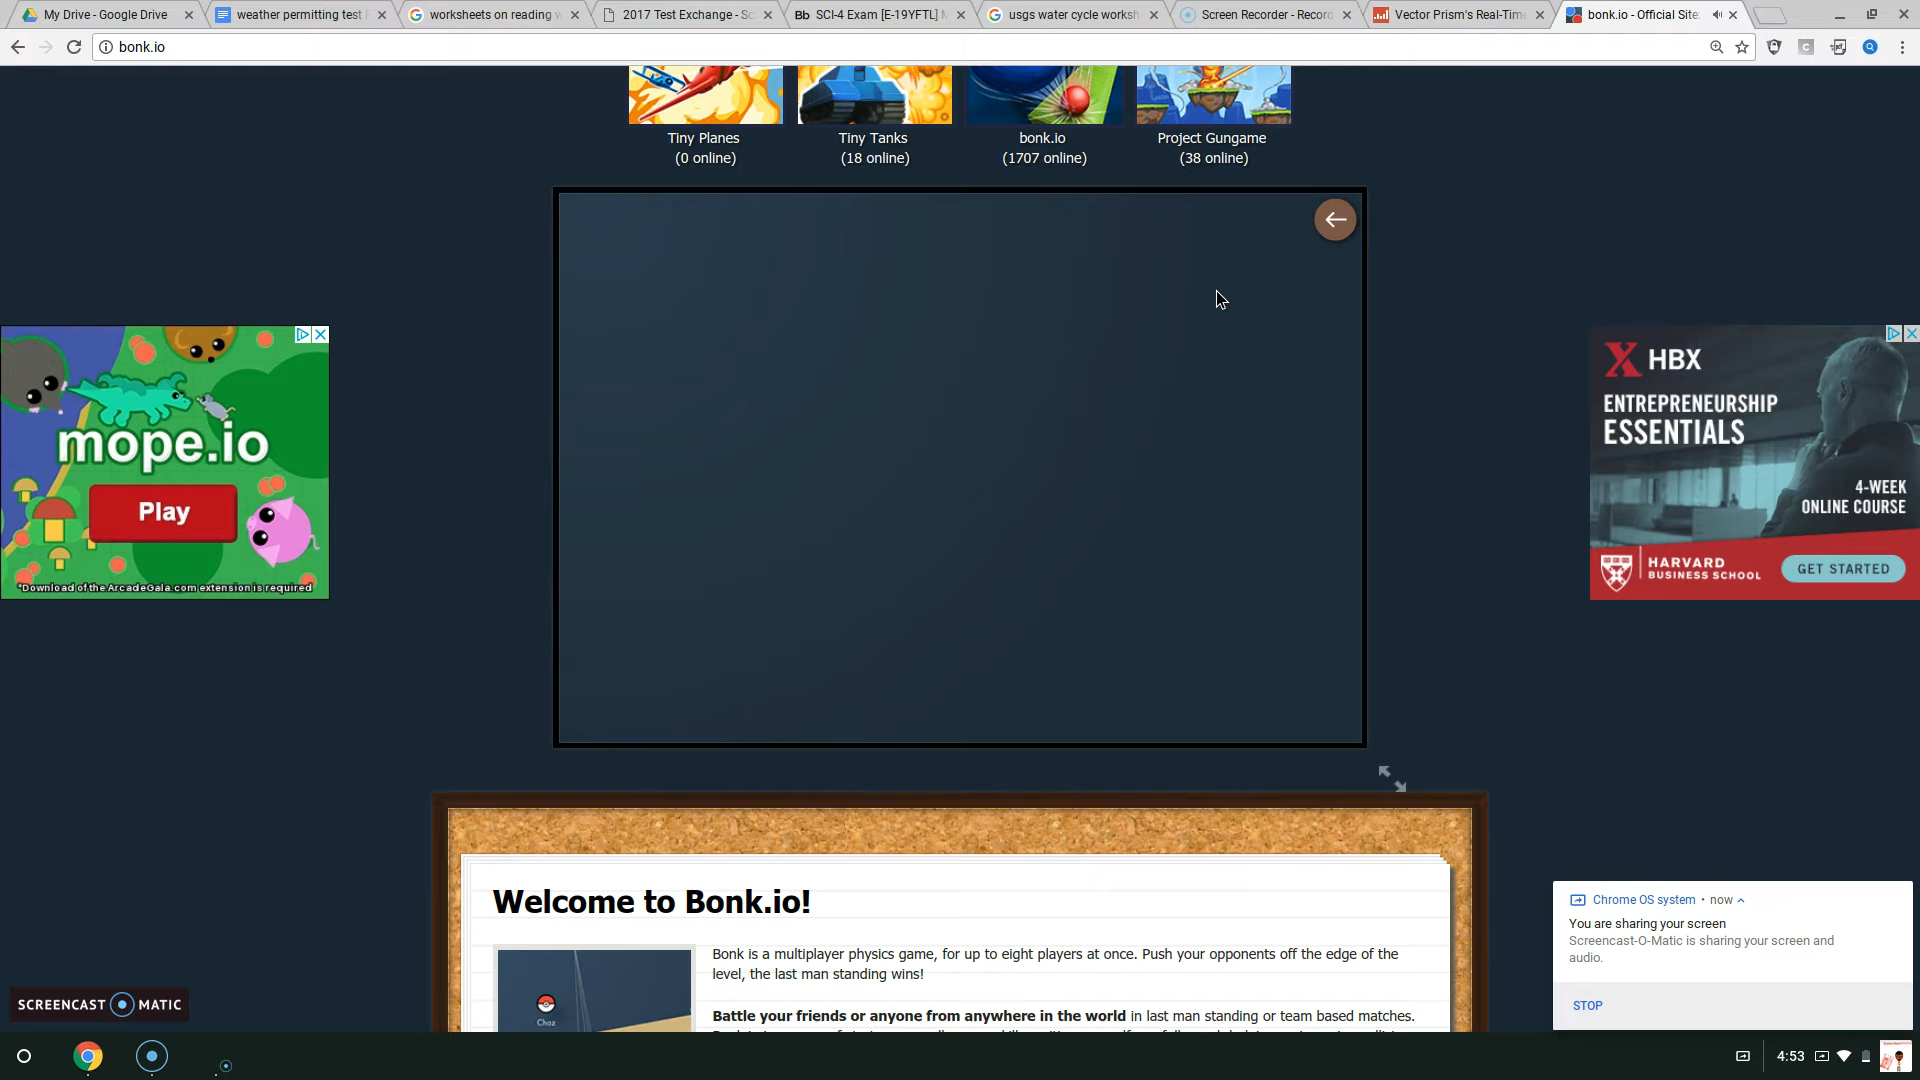 My Drive - Google Drive
weather permitting test
worksheets on reading w
2017 Test Exchange - Sc
Bb SCI-4 Exam [E-19YFTL]
usgs water cycle worksh
Screen Recorder - Record
Vector Prism's Real-Time
bonk.io - Official Site:
bonk.io
Tiny Planes
(0 online)
Tiny Tanks
(18 online)
bonk.io
(1707 online)
Project Gungame
(38 online)
mope.io
Play
*Download of the ArcadeGala.com extension is required
HBX
ENTREPRENEURSHIP
ESSENTIALS
4-WEEK
ONLINE COURSE
HARVARD
BUSINESS SCHOOL
GET STARTED
Welcome to Bonk.io!
Bonk is a multiplayer physics game, for up to eight players at once. Push your opponents off the edge of the
level, the last man standing wins!
Battle your friends or anyone from anywhere in the world in last man standing or team based matches.
Choz
Chrome OS system • now
You are sharing your screen
Screencast-O-Matic is sharing your screen and
audio.
STOP
SCREENCAST MATIC
4:53